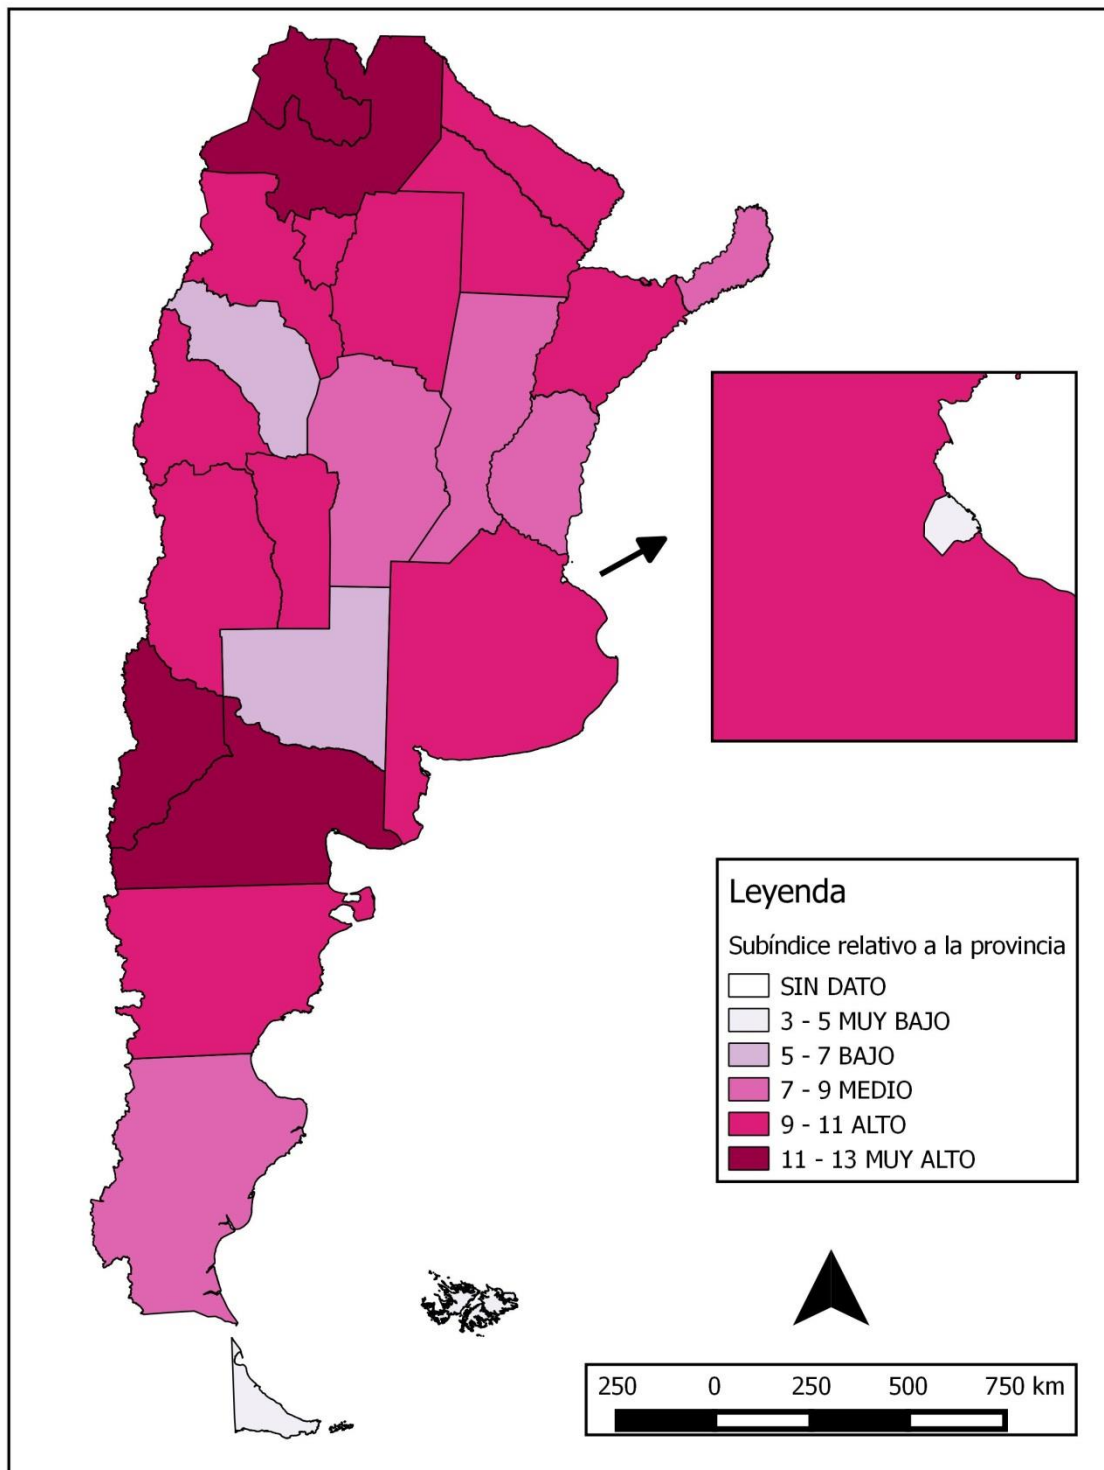 Leyenda
Subíndice relativo a la provincia
SIN DATO
3 - 5 MUY BAJO
5 - 7 BAJO
7 - 9 MEDIO
9 - 11 ALTO
11 - 13 MUY ALTO
250 0 250 500 750 km